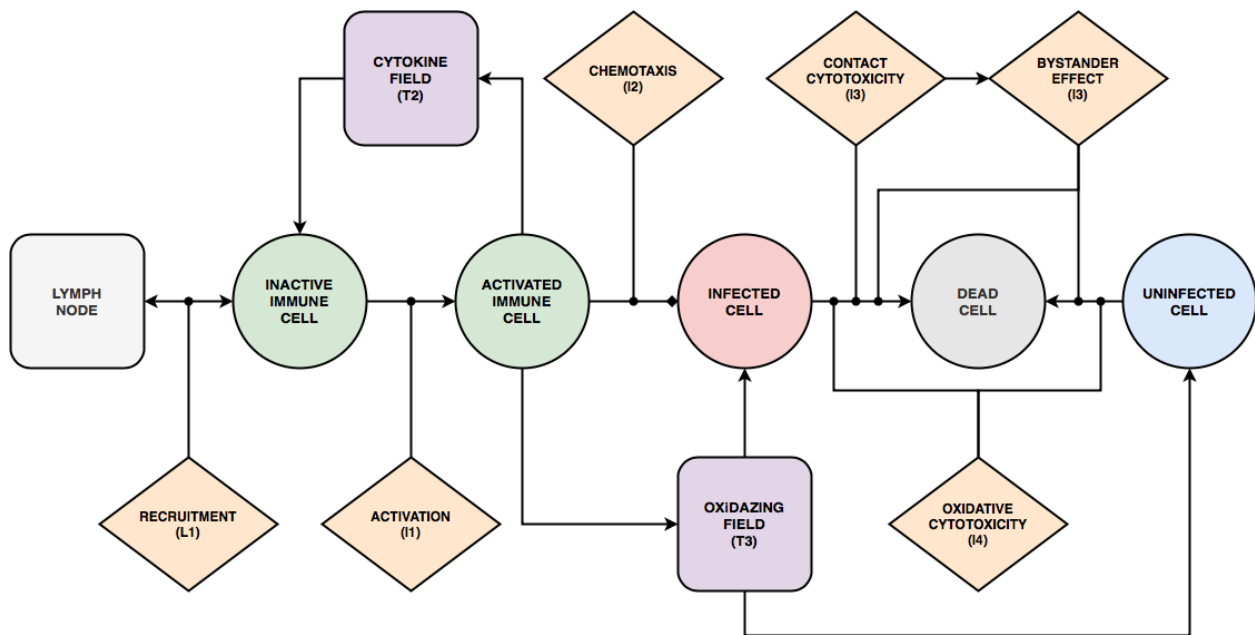 CYTOKINE
FIELD
(T2)
CHEMOTAXIS
(I2)
CONTACT
CYTOTOXICITY
(I3)
BYSTANDER
EFFECT
(I3)
LYMPH
NODE
INACTIVE
IMMUNE
CELL
ACTIVATED
IMMUNE
CELL
INFECTED
CELL
DEAD
CELL
UNINFECTED
CELL
RECRUITMENT
(L1)
ACTIVATION
(I1)
OXiDAZING
FIELD
(T3)
OXIDATIVE
CYTOTOXICITY
(I4)